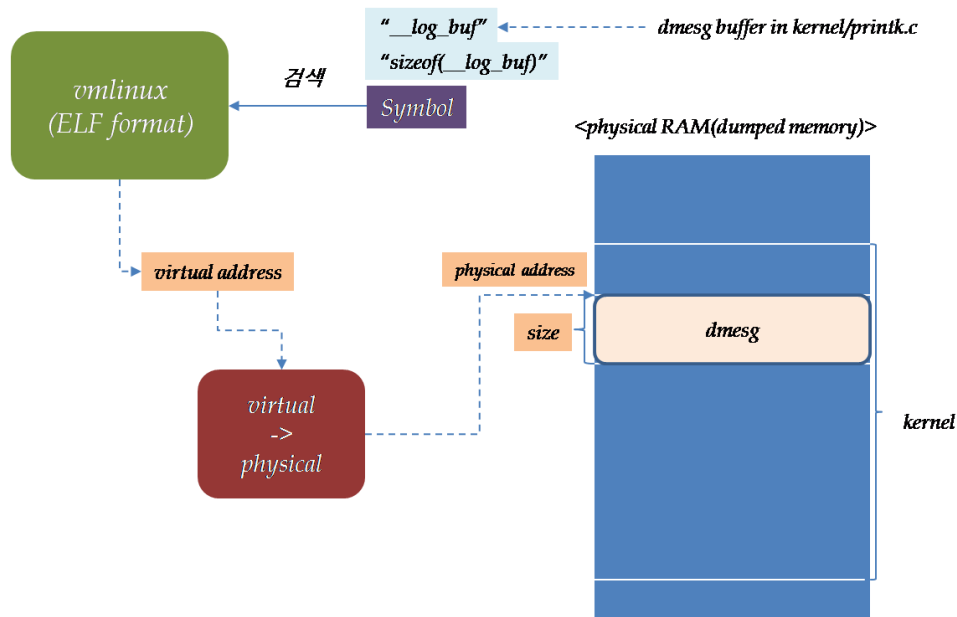 “__log_buf”
dmesg buffer in kernel/printk.c
“sizeof(__log_buf)”
검색
Symbol
vmlinux
(ELF format)
<physical RAM(dumped memory)>
virtual address
physical address
size
dmesg
virtual
->
physical
kernel